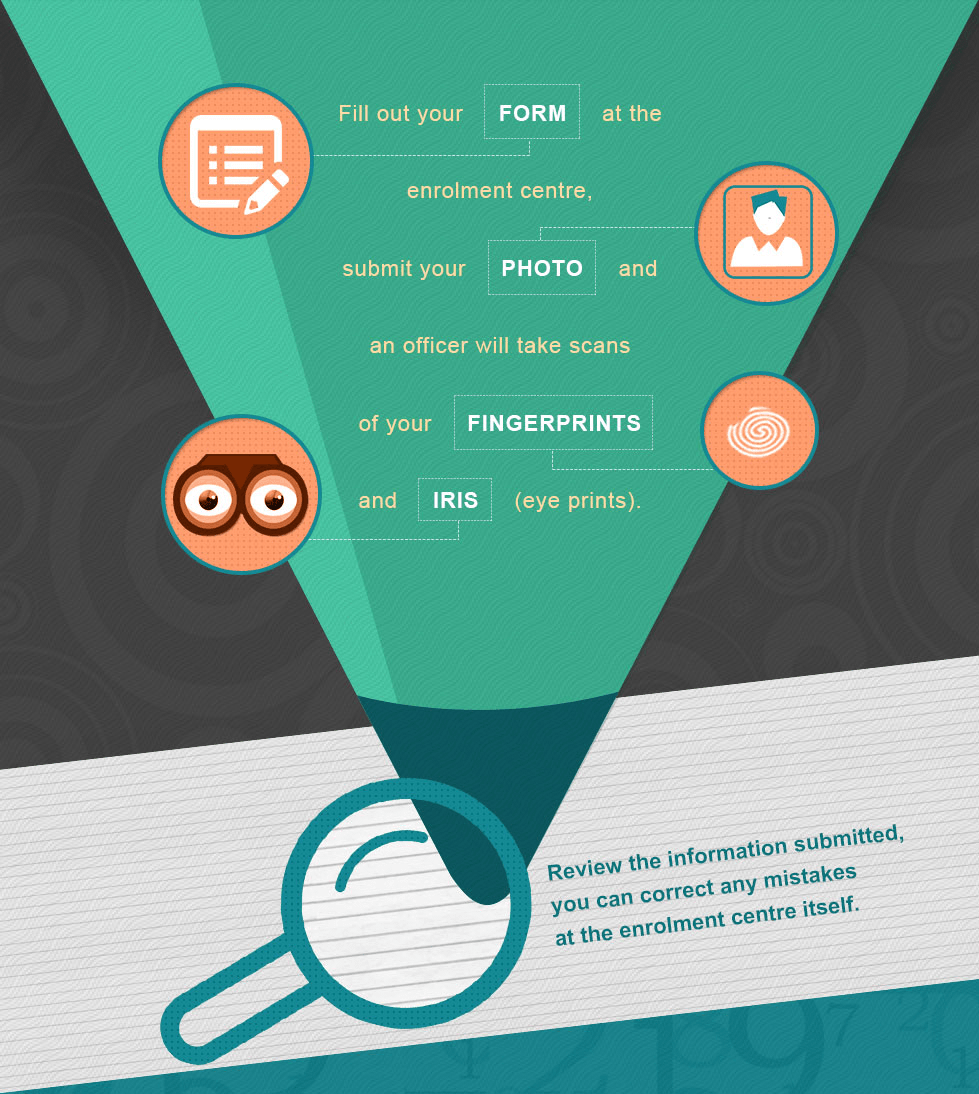 Fill out your FORM at the
enrolment centre,
submit your PHOTO and
an officer will take scans
of your FINGERPRINTS
and IRIS (eye prints).
Review the information submitted,
you can correct any mistakes
at the enrolment centre itself.